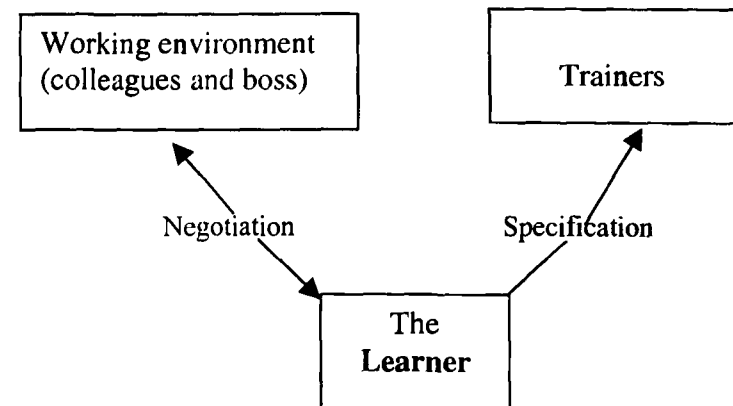 Working environment
(colleagues and boss)
Trainers
Negotiation
Specification
The
Learner